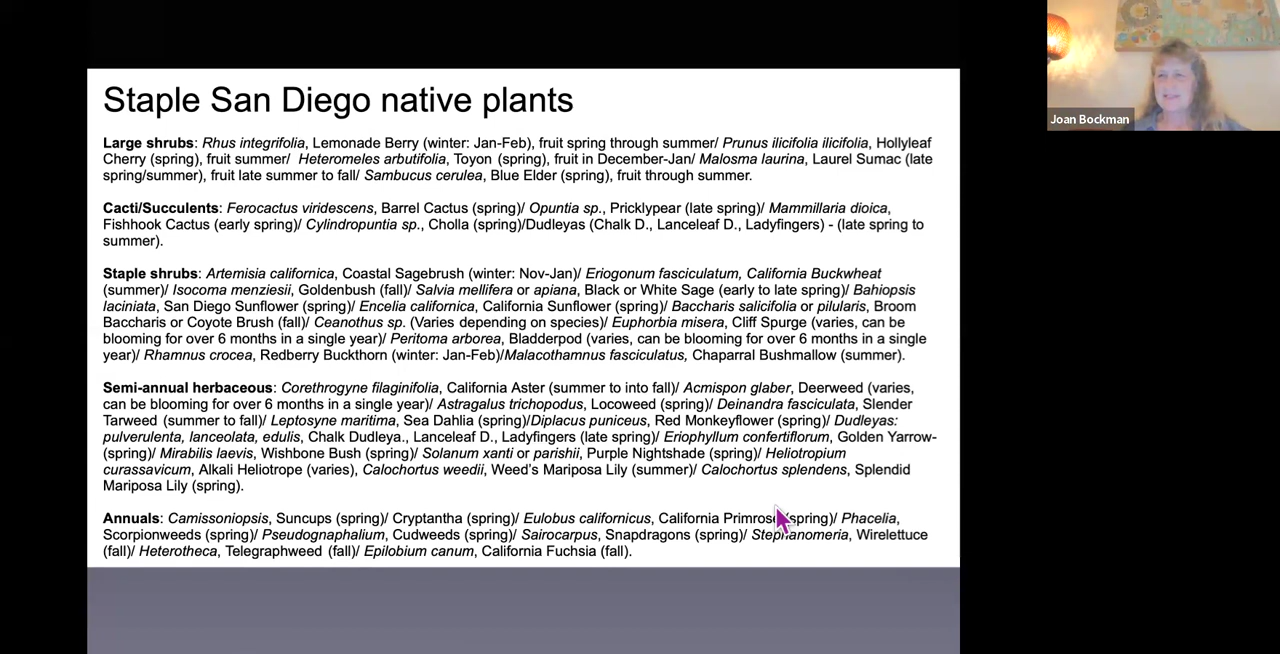 Staple San Diego native plants
Large shrubs: Rhus integrifolia, Lemonade Berry (winter: Jan-Feb), fruit spring through summer/ Prunus ilicifolia ilicifolia, Hollyleaf
Cherry (spring), fruit summer/ Heteromeles arbutifolia, Toyon (spring), fruit in December-Jan/ Malosma laurina, Laurel Sumac (late
spring/summer), fruit late summer to fall/ Sambucus cerulea, Blue Elder (spring), fruit through summer.
Cacti/Succulents: Ferocactus viridescens, Barrel Cactus (spring)/ Opuntia sp., Pricklypear (late spring)/ Mammillaria dioica,
Fishhook Cactus (early spring)/ Cylindropuntia sp., Cholla (spring)/Dudleyas (Chalk D., Lanceleaf D., Ladyfingers) - (late spring to
summer).
Staple shrubs: Artemisia californica, Coastal Sagebrush (winter: Nov-Jan)/ Eriogonum fasciculatum, California Buckwheat
(summer)/ Isocoma menziesii, Goldenbush (fall)/ Salvia mellifera or apiana, Black or White Sage (early to late spring)/ Bahiopsis
laciniata, San Diego Sunflower (spring)/ Encelia californica, California Sunflower (spring)/ Baccharis salicifolia or pilularis, Broom
Baccharis or Coyote Brush (fall)/ Ceanothus sp. (Varies depending on species)/ Euphorbia misera, Cliff Spurge (varies, can be
blooming for over 6 months in a single year)/ Peritoma arborea, Bladderpod (varies, can be blooming for over 6 months in a single
year)/ Rhamnus crocea, Redberry Buckthorn (winter: Jan-Feb)/Malacothamnus fasciculatus, Chaparral Bushmallow (summer).
Semi-annual herbaceous: Corethrogyne filaginifolia, California Aster (summer to into fall)/ Acmispon glaber, Deerweed (varies,
can be blooming for over 6 months in a single year)/ Astragalus trichopodus, Locoweed (spring)/ Deinandra fasciculata, Slender
Tarweed (summer to fall)/ Leptosyne maritima, Sea Dahlia (spring)/Diplacus puniceus, Red Monkeyflower (spring)/ Dudleyas:
pulverulenta, lanceolata, edulis, Chalk Dudleya., Lanceleaf D., Ladyfingers (late spring)/ Eriophyllum confertiflorum, Golden Yarrow-
(spring)/ Mirabilis laevis, Wishbone Bush (spring)/ Solanum xanti or parishii, Purple Nightshade (spring)/ Heliotropium
curassavicum, Alkali Heliotrope (varies), Calochortus weedii, Weed's Mariposa Lily (summer)/ Calochortus splendens, Splendid
Mariposa Lily (spring).
Annuals: Camissoniopsis, Suncups (spring)/ Cryptantha (spring)/ Eulobus californicus, California Primrose (spring)/ Phacelia,
Scorpionweeds (spring)/ Pseudognaphalium, Cudweeds (spring)/ Sairocarpus, Snapdragons (spring)/ Stephanomeria, Wirelettuce
(fall)/ Heterotheca, Telegraphweed (fall)/ Epilobium canum, California Fuchsia (fall).
Joan Bockman